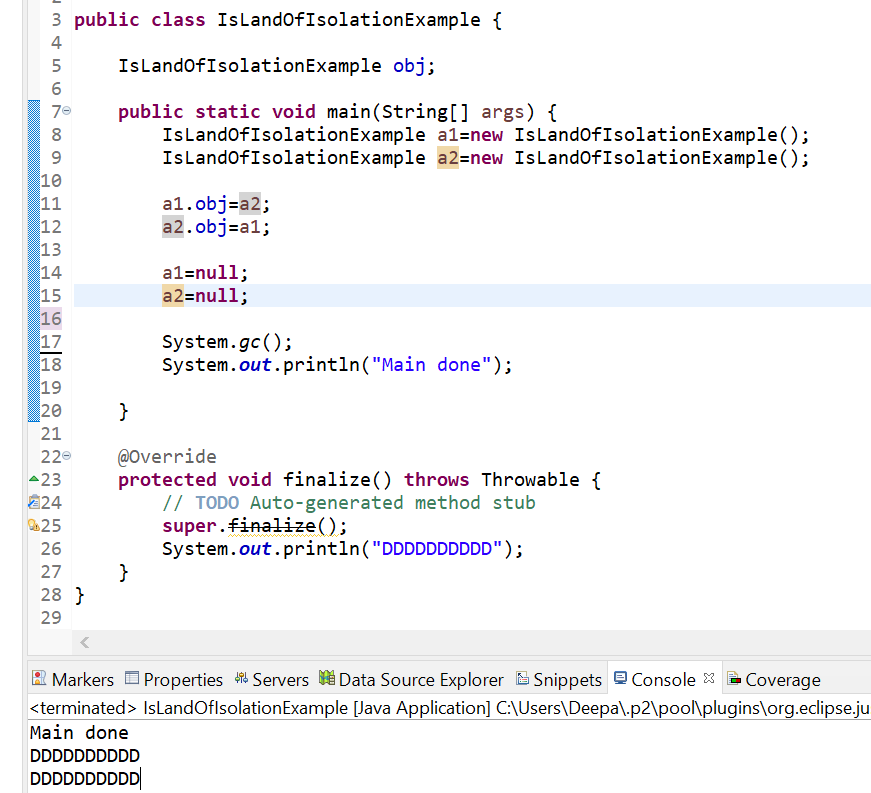 3 public class IsLandOfIsolationExample {
4
5 IsLandOfIsolationExample obj;
6
7 public static void main(String[] args) {
8 IsLandOfIsolationExample a1=new IsLandOfIsolationExample();
9 IsLandOfIsolationExample a2=new IsLandOfIsolationExample();
10
11 a1.obj=a2;
12 a2.obj=a1;
13
14 a1=null;
15 a2=null;
16
17 System.gc();
18 System.out.println("Main done");
19
20 }
21
22 @Override
23 protected void finalize() throws Throwable {
24 // TODO Auto-generated method stub
25 super.finalize();
26 System.out.println("DDDDDDDDDD");
27 }
28 }
29
Markers Properties Servers Data Source Explorer Snippets Console Coverage
<terminated> IsLandOfIsolationExample [Java Application] C:\Users\Deepa\.p2\pool\plugins\org.eclipse.ju
Main done
DDDDDDDDDD
DDDDDDDDDD